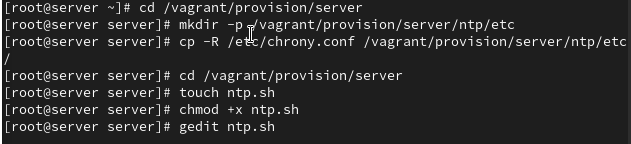 [root@server ~]# cd /vagrant/provision/server
[root@server server]# mkdir -p /vagrant/provision/server/ntp/etc
[root@server server]# cp -R /etc/chrony.conf /vagrant/provision/server/ntp/etc
/
[root@server server]# cd /vagrant/provision/server
[root@server server]# touch ntp.sh
[root@server server]# chmod +x ntp.sh
[root@server server]# gedit ntp.sh